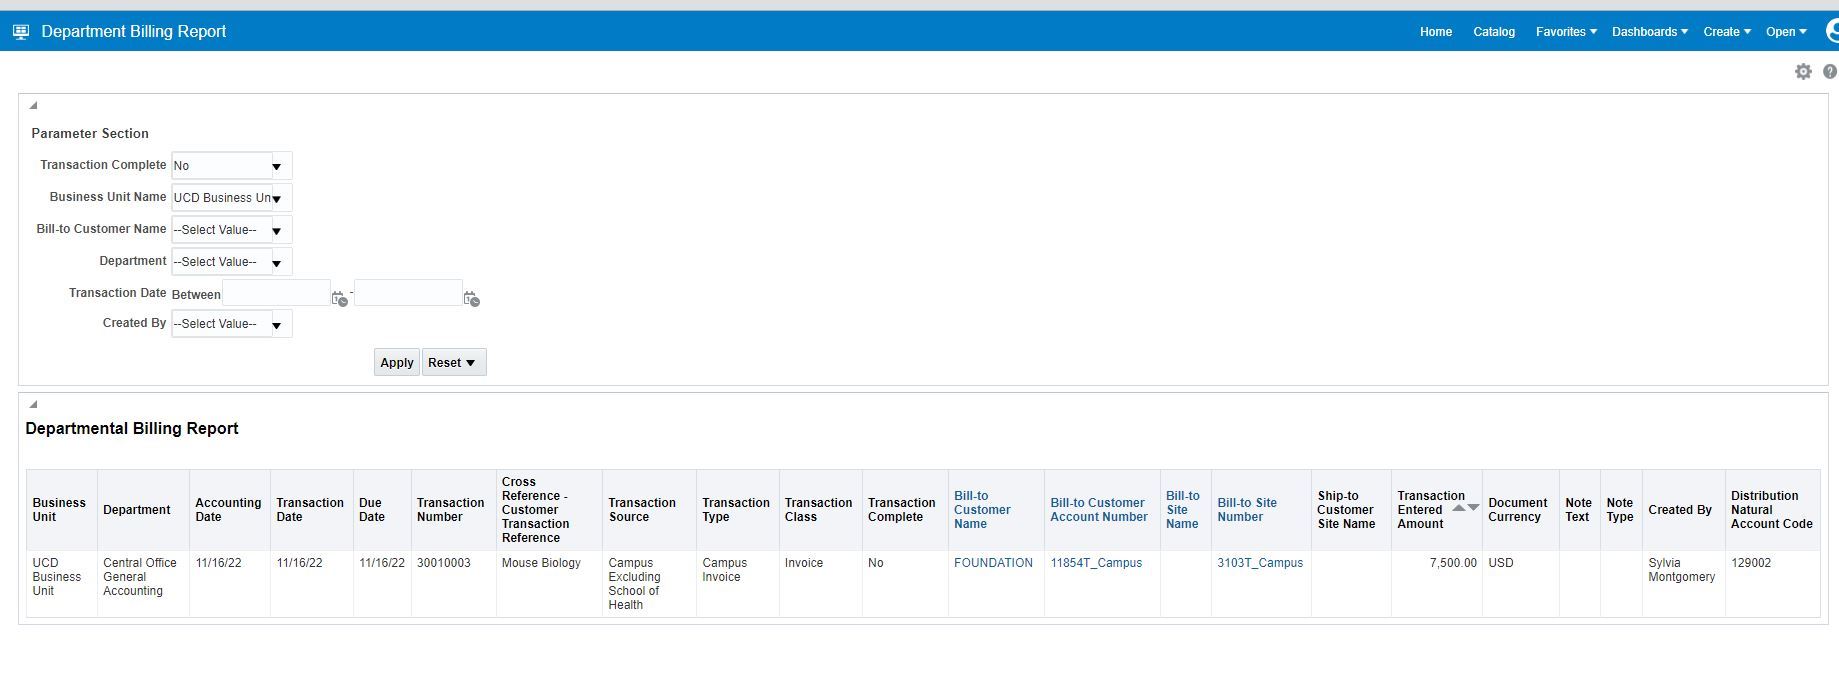 Department Billing Report
Home Catalog Favorites Dashboards Create Open
Parameter Section
Transaction Complete No
Business Unit Name UCD Business Un
Bill-to Customer Name --Select Value--
Department --Select Value--
Transaction Date Between -
Created By --Select Value--
Apply Reset
Departmental Billing Report
Business Unit
Department
Accounting Date
Transaction Date
Due Date
Transaction Number
Cross Reference - Customer Transaction Reference
Transaction Source
Transaction Type
Transaction Class
Transaction Complete
Bill-to Customer Name
Bill-to Customer Account Number
Bill-to Site Name
Bill-to Site Number
Ship-to Customer Site Name
Transaction Entered Amount
Document Currency
Note Text
Note Type
Created By
Distribution Natural Account Code
UCD Business Unit
Central Office General Accounting
11/16/22
11/16/22
11/16/22
30010003
Mouse Biology
Campus Excluding School of Health
Campus Invoice
Invoice
No
FOUNDATION
11854T_Campus
3103T_Campus
7,500.00
USD
Sylvia Montgomery
129002